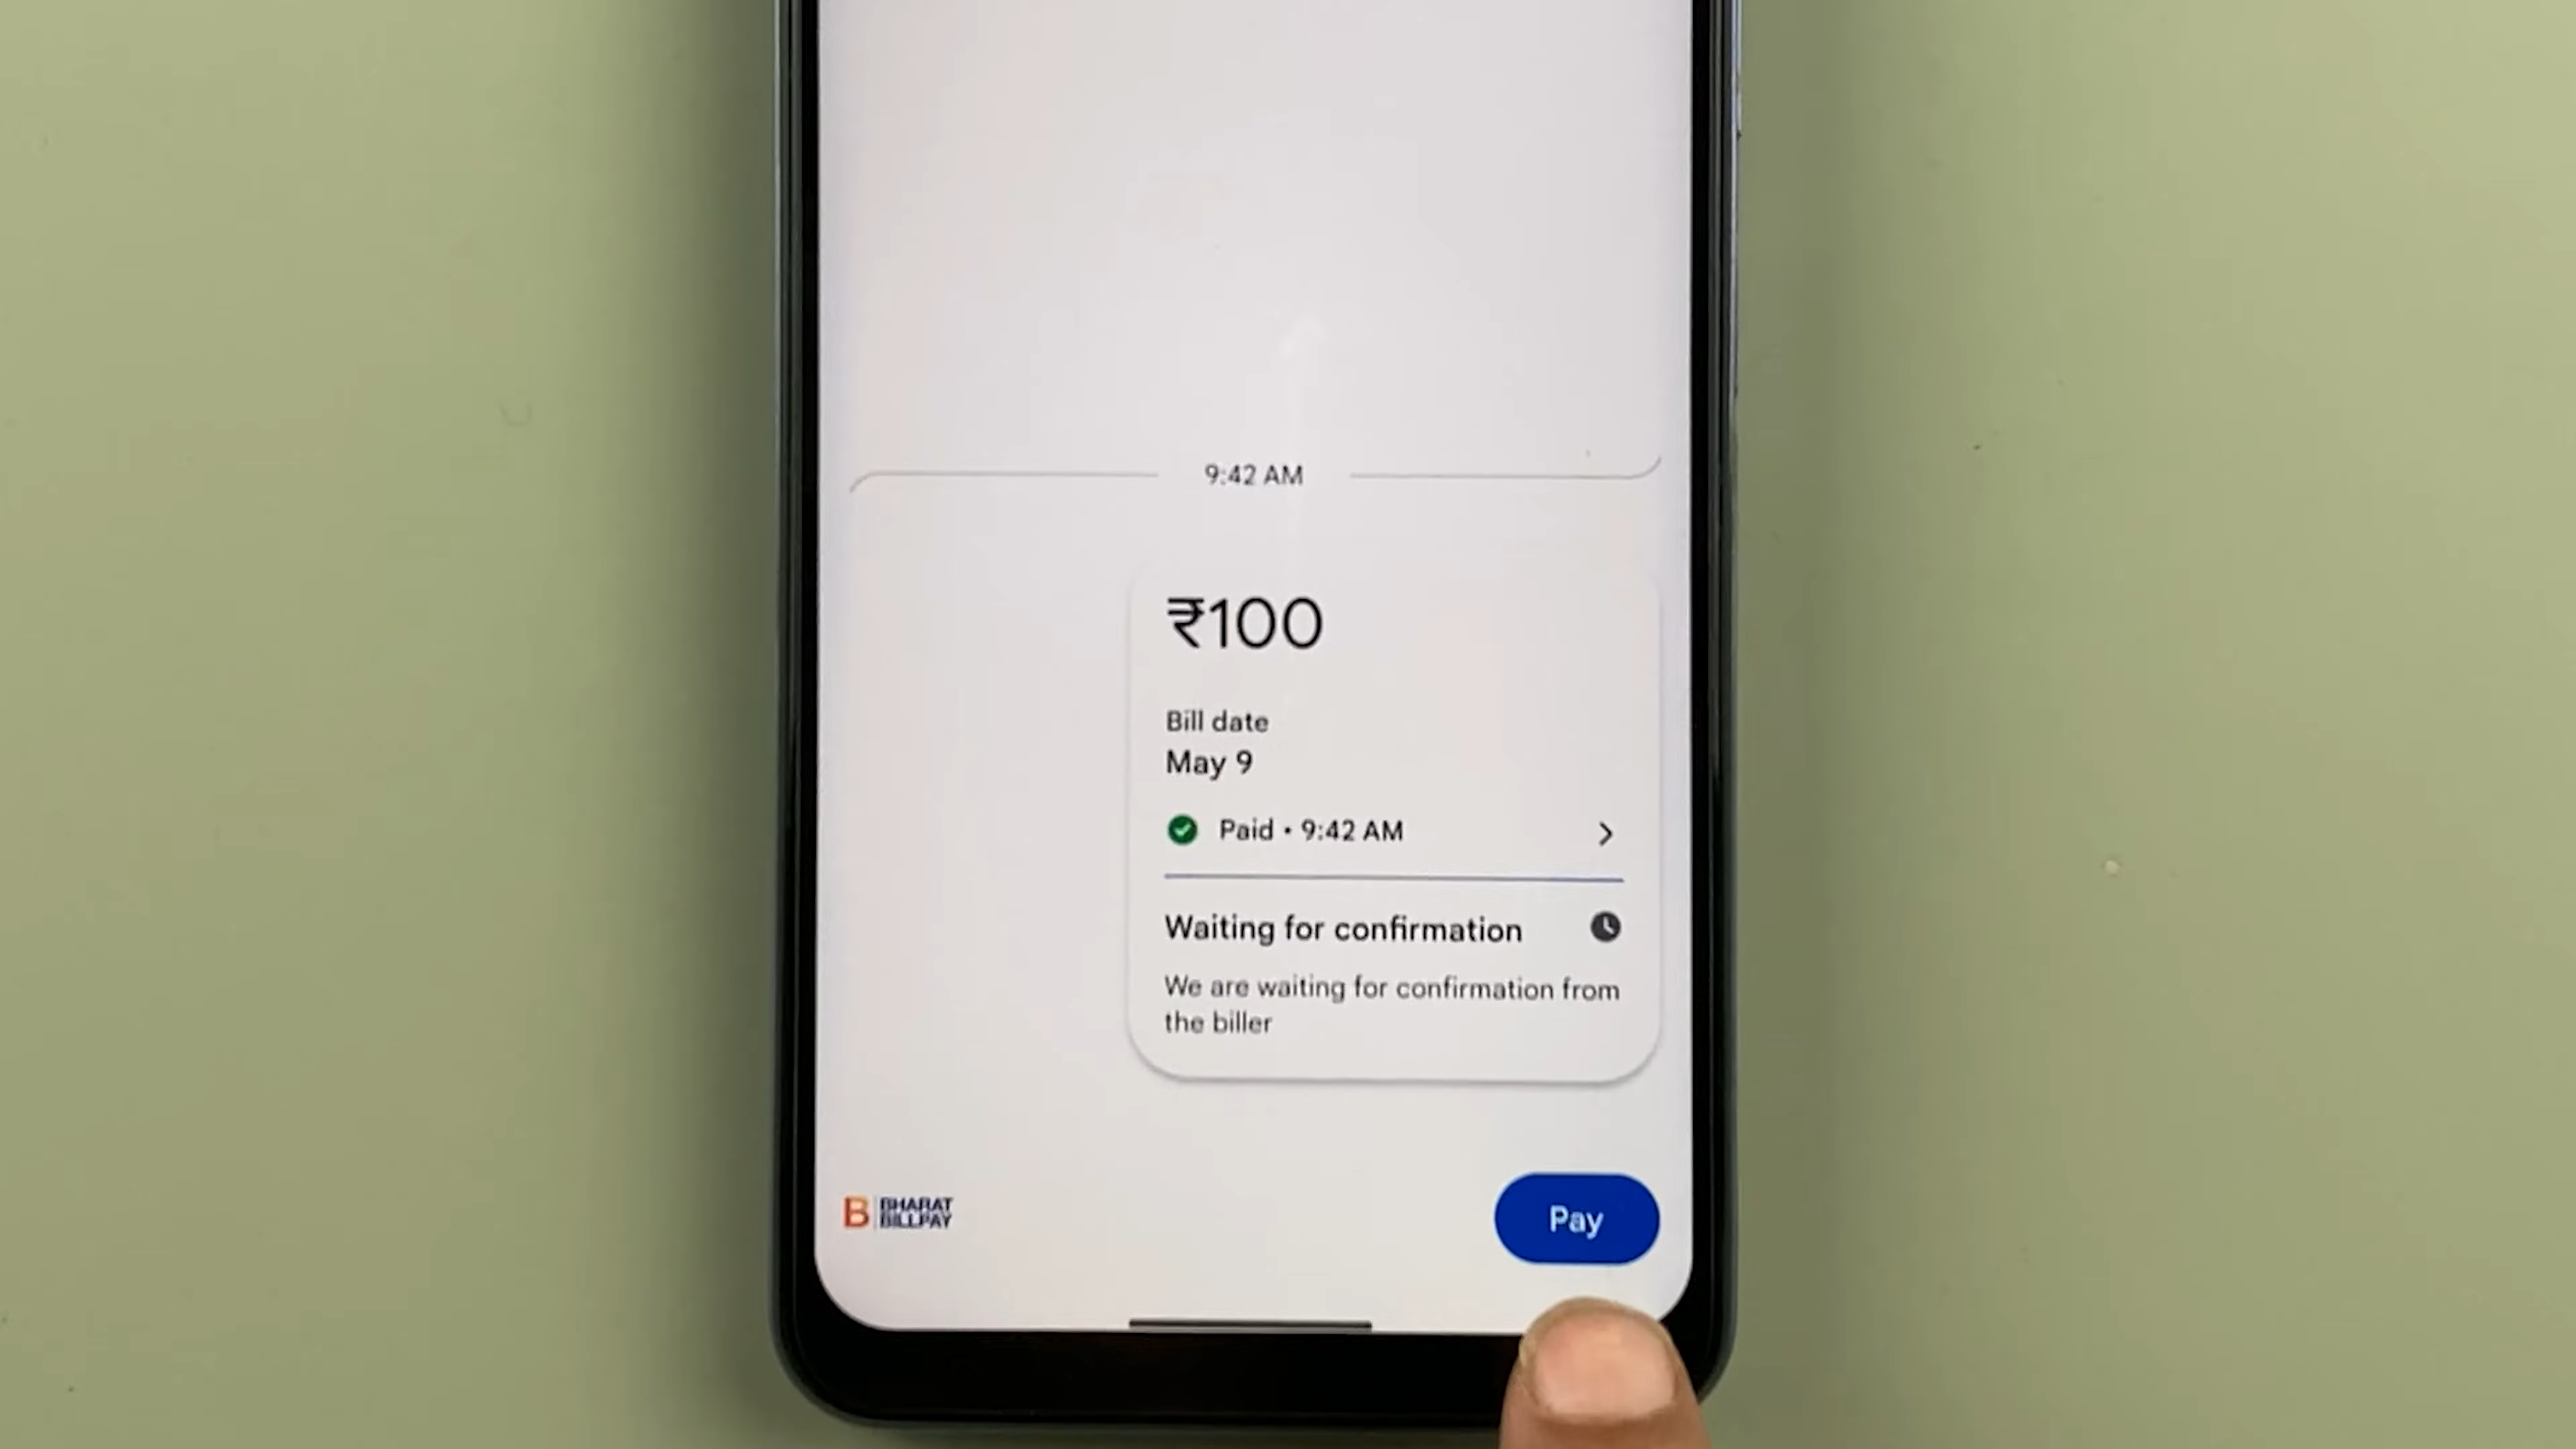 9:42 AM
₹100
Bill date
May 9
Paid • 9:42 AM
Waiting for confirmation
We are waiting for confirmation from
the biller
B BHARAT
BILLPAY
Pay